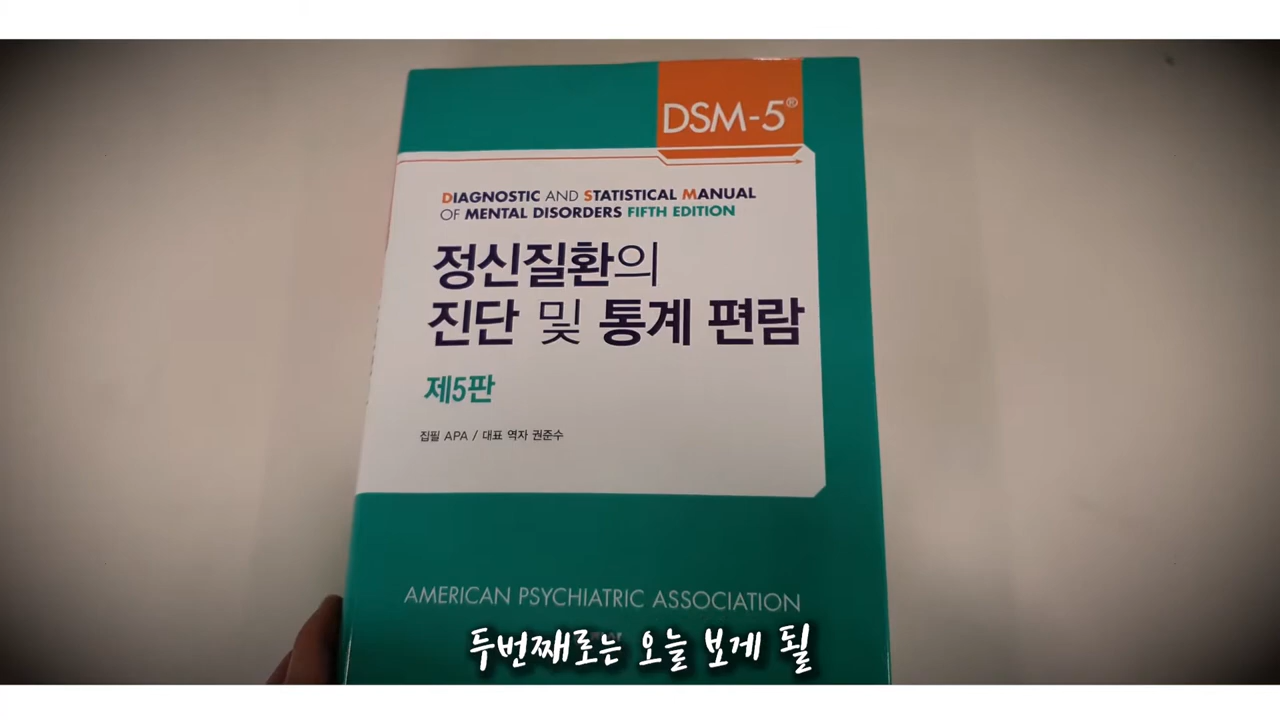 DSM-5®
DIAGNOSTIC AND STATISTICAL MANUAL
OF MENTAL DISORDERS FIFTH EDITION
정신질환의
진단 및 통계 편람
제5판
집필 APA / 대표 역자 권준수
AMERICAN PSYCHIATRIC ASSOCIATION
두번째로는 오늘 보게 될